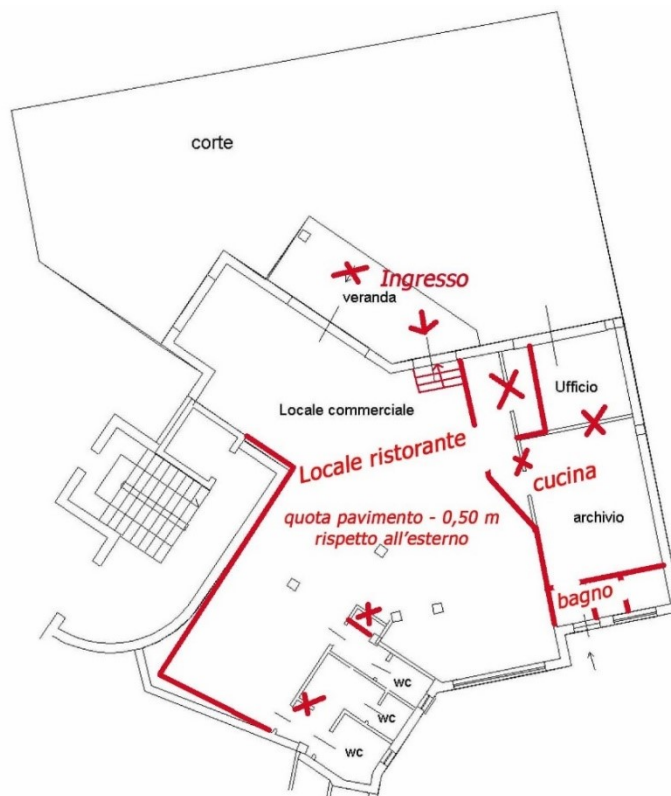 corte
Ingresso
veranda
Ufficio
Locale commerciale
Locale ristorante
cucina
quota pavimento - 0,50 m
rispetto all'esterno
archivio
bagno
wc
wc
wc